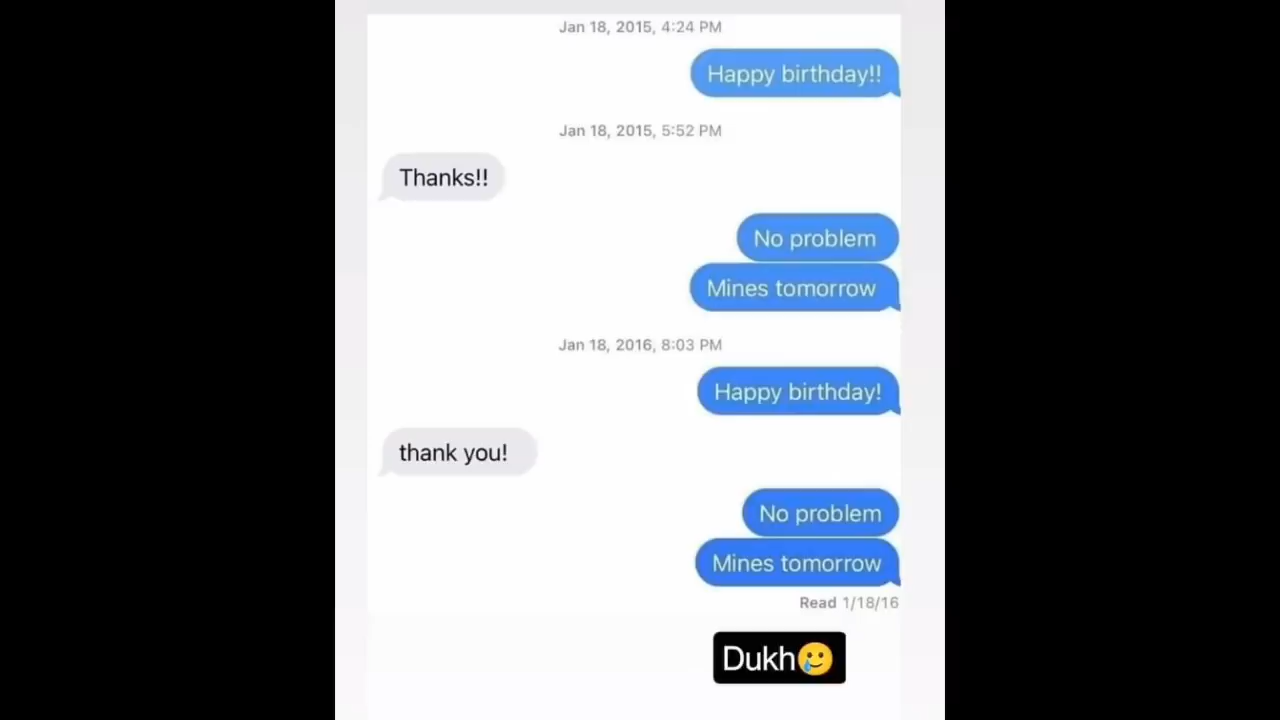 Jan 18, 2015, 4:24 PM
Happy birthday!!
Jan 18, 2015, 5:52 PM
Thanks!!
No problem
Mines tomorrow
Jan 18, 2016, 8:03 PM
Happy birthday!
thank you!
No problem
Mines tomorrow
Read 1/18/16
Dukh🥲